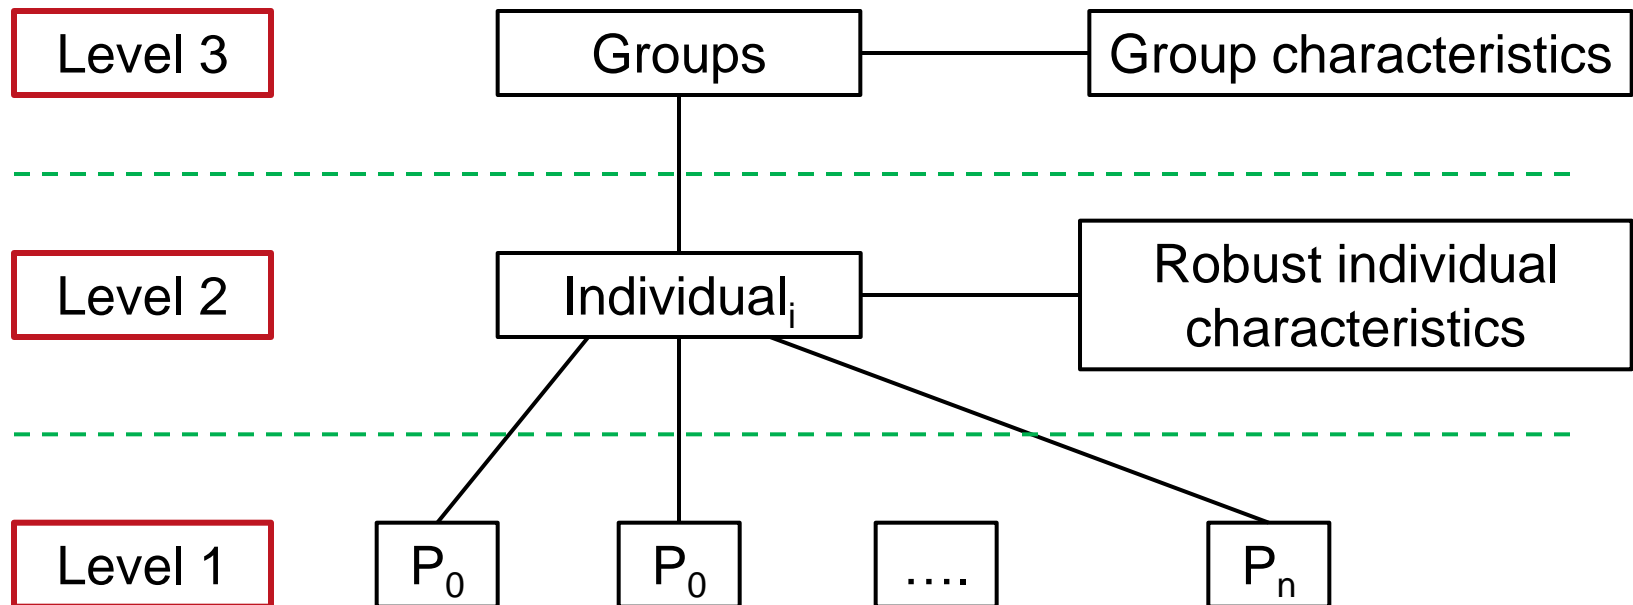 Level 3
Groups
Group characteristics
Level 2
Individualᵢ
Robust individual
characteristics
Level 1
P₀
P₀
....
Pₙ